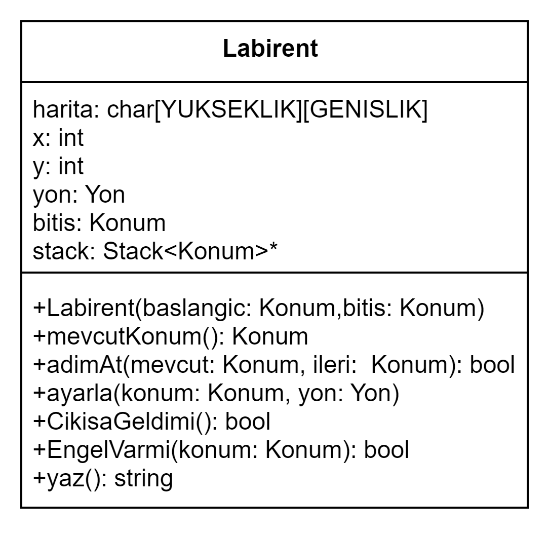 Labirent
harita: char[YUKSEKLIK][GENISLIK]
x: int
y: int
yon: Yon
bitis: Konum
stack: Stack<Konum>*
+Labirent(baslangic: Konum,bitis: Konum)
+mevcutKonum(): Konum
+adimAt(mevcut: Konum, ileri:  Konum): bool
+ayarla(konum: Konum, yon: Yon)
+CikisaGeldimi(): bool
+EngelVarmi(konum: Konum): bool
+yaz(): string